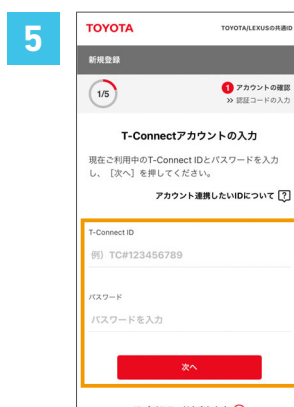 5
TOYOTA
TOYOTA/LEXUSの共通ID
新規登録
1/5
1 アカウントの確認
>> 認証コードの入力
T-Connectアカウントの入力
現在ご利用中のT-Connect IDとパスワードを入力
し、［次へ］を押してください。
アカウント連携したいIDについて ?
T-Connect ID
例）TC#123456789
パスワード
パスワードを入力
次へ